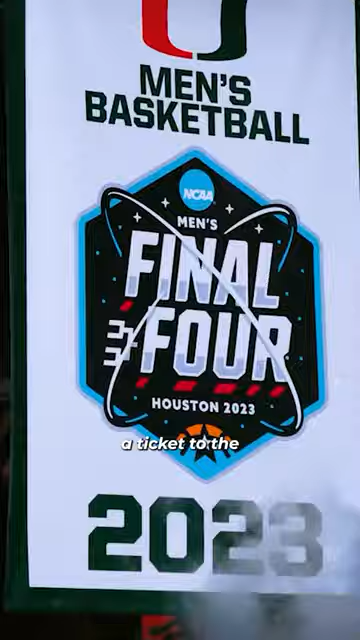 MEN'S
BASKETBALL
NCAA
MEN'S
FINAL
FOUR
HOUSTON 2023
a ticket to the
2023